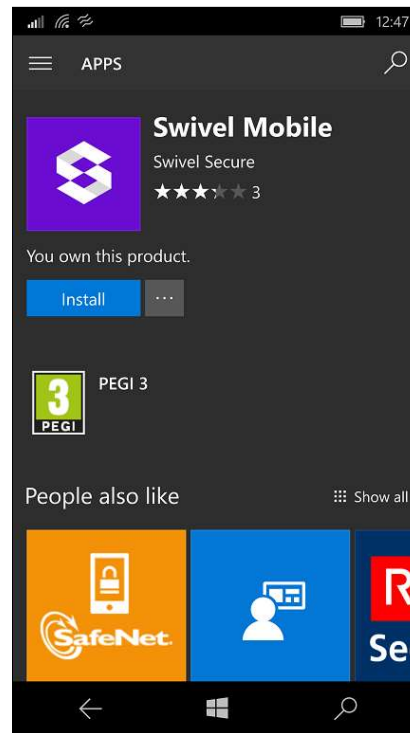 12:47
APPS
Swivel Mobile
Swivel Secure
3
You own this product.
Install
...
3
PEGI
PEGI 3
People also like
Show all
SafeNet.
R
Se